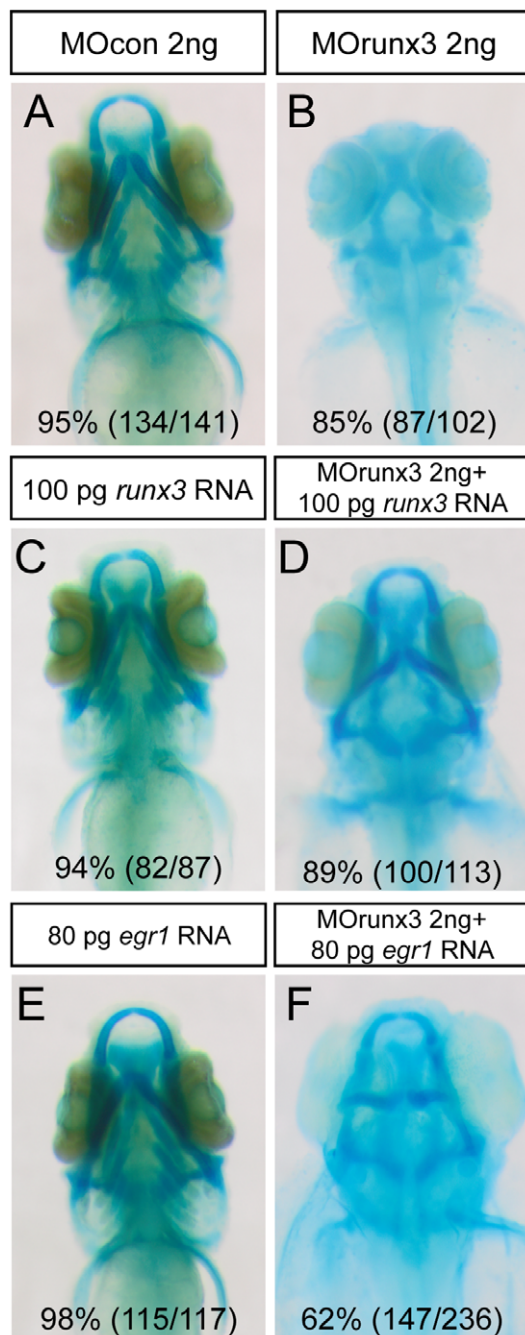 MOcon 2ng
MOrunx3 2ng
A
B
95% (134/141)
85% (87/102)
100 pg runx3 RNA
MOrunx3 2ng+
100 pg runx3 RNA
C
D
94% (82/87)
89% (100/113)
80 pg egr1 RNA
MOrunx3 2ng+
80 pg egr1 RNA
E
F
98% (115/117)
62% (147/236)